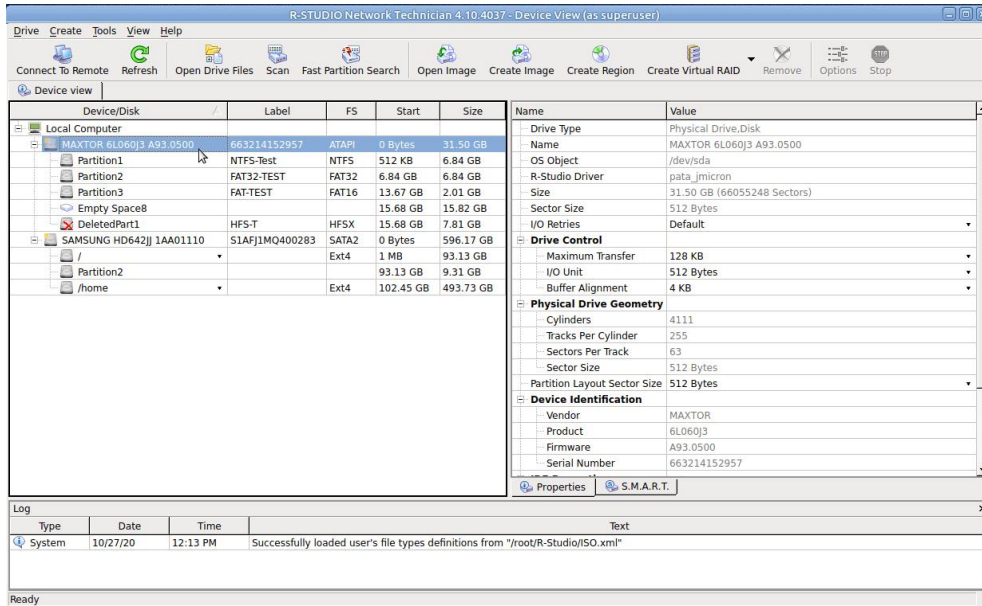 R-STUDIO Network Technician 4.10.4037 - Device View (as superuser)
Drive Create Tools View Help
Connect To Remote Refresh Open Drive Files Scan Fast Partition Search Open Image Create Image Create Region Create Virtual RAID Remove Options Stop
Device view
Device/Disk Label FS Start Size
Local Computer
MAXTOR 6L060J3 A93.0500 663214152957 ATAPI 0 Bytes 31.50 GB
Partition1 NTFS-Test NTFS 512 KB 6.84 GB
Partition2 FAT32-TEST FAT32 6.84 GB 6.84 GB
Partition3 FAT-TEST FAT16 13.67 GB 2.01 GB
Empty Space8 15.68 GB 15.82 GB
DeletedPart1 HFS-T HFSX 15.68 GB 7.81 GB
SAMSUNG HD642JJ 1AA01110 S1AFJ1MQ400283 SATA2 0 Bytes 596.17 GB
/ Ext4 1 MB 93.13 GB
Partition2 93.13 GB 9.31 GB
/home Ext4 102.45 GB 493.73 GB
Name Value
Drive Type Physical Drive,Disk
Name MAXTOR 6L060J3 A93.0500
OS Object /dev/sda
R-Studio Driver pata_jmicron
Size 31.50 GB (66055248 Sectors)
Sector Size 512 Bytes
I/O Retries Default
Drive Control
Maximum Transfer 128 KB
I/O Unit 512 Bytes
Buffer Alignment 4 KB
Physical Drive Geometry
Cylinders 4111
Tracks Per Cylinder 255
Sectors Per Track 63
Sector Size 512 Bytes
Partition Layout Sector Size 512 Bytes
Device Identification
Vendor MAXTOR
Product 6L060J3
Firmware A93.0500
Serial Number 663214152957
Properties S.M.A.R.T.
Log
Type Date Time Text
System 10/27/20 12:13 PM Successfully loaded user's file types definitions from "/root/R-Studio/ISO.xml"
Ready